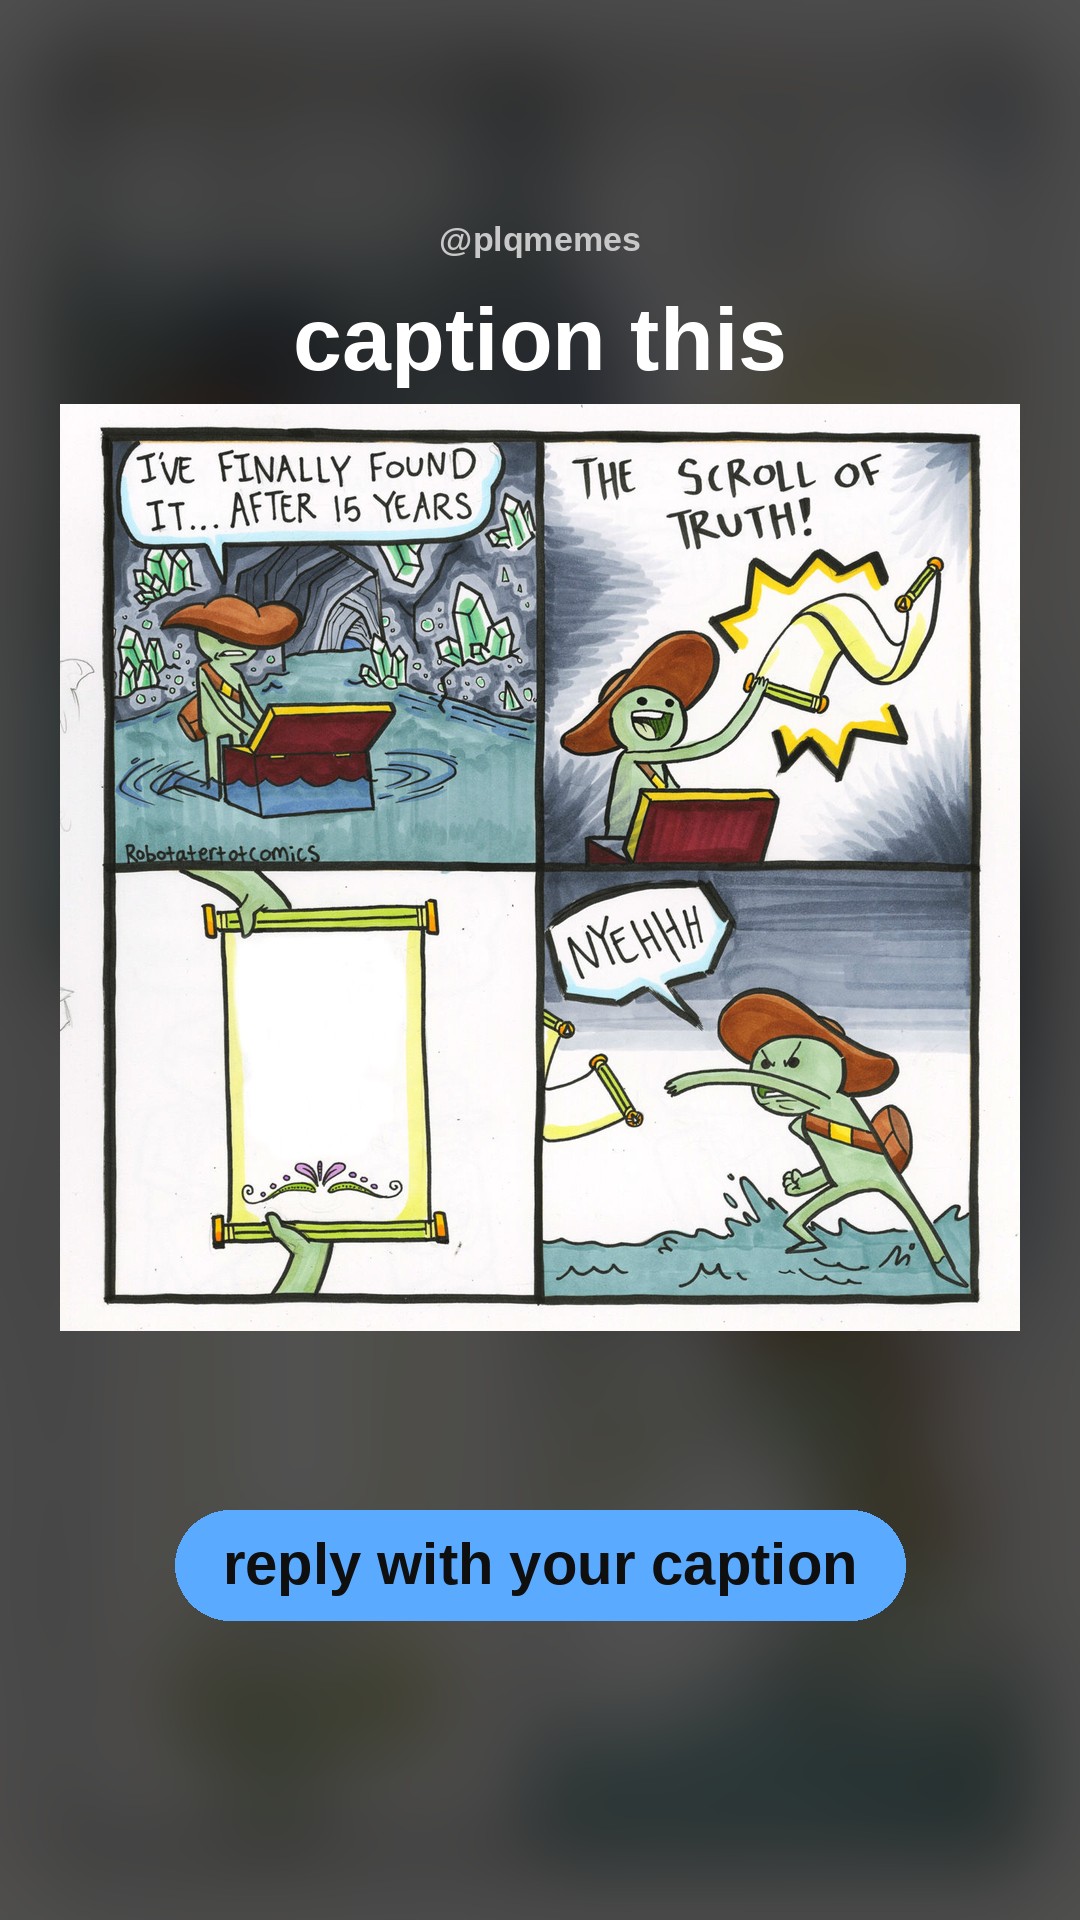 @plqmemes
caption this
I'VE FINALLY FOUND
IT... AFTER 15 YEARS
THE SCROLL OF
TRUTH!
Robotatertotcomics
NYEHHH
reply with your caption